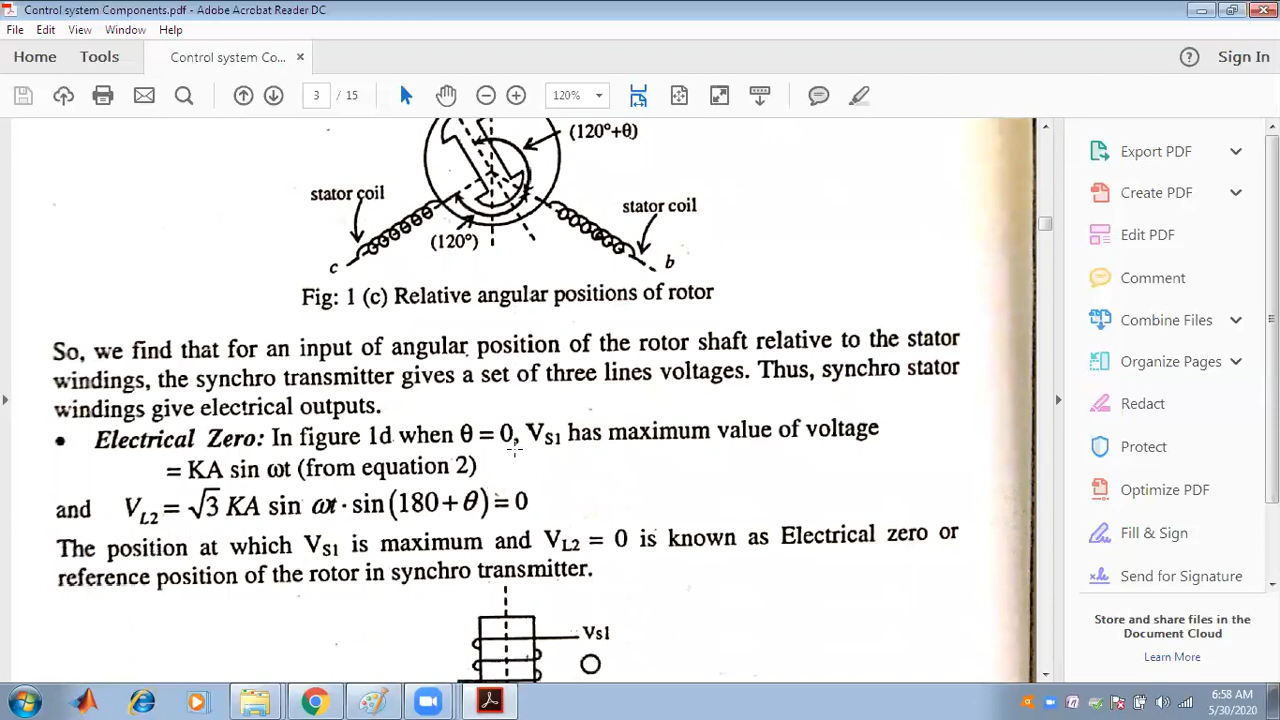 Control system Components.pdf - Adobe Acrobat Reader DC
File Edit View Window Help
Home Tools Control system Co... × Sign In
3 / 15 120%
(120°+θ)
stator coil
stator coil
(120°)
c
b
Fig: 1 (c) Relative angular positions of rotor
So, we find that for an input of angular position of the rotor shaft relative to the stator
windings, the synchro transmitter gives a set of three lines voltages. Thus, synchro stator
windings give electrical outputs.
• Electrical Zero: In figure 1d when θ = 0, VS1 has maximum value of voltage
= KA sin ωt (from equation 2)
and VL2 = √3 KA sin ωt · sin(180+θ) = 0
The position at which VS1 is maximum and VL2 = 0 is known as Electrical zero or
reference position of the rotor in synchro transmitter.
Vs1
Export PDF
Create PDF
Edit PDF
Comment
Combine Files
Organize Pages
Redact
Protect
Optimize PDF
Fill & Sign
Send for Signature
Store and share files in the
Document Cloud
Learn More
6:58 AM
5/30/2020